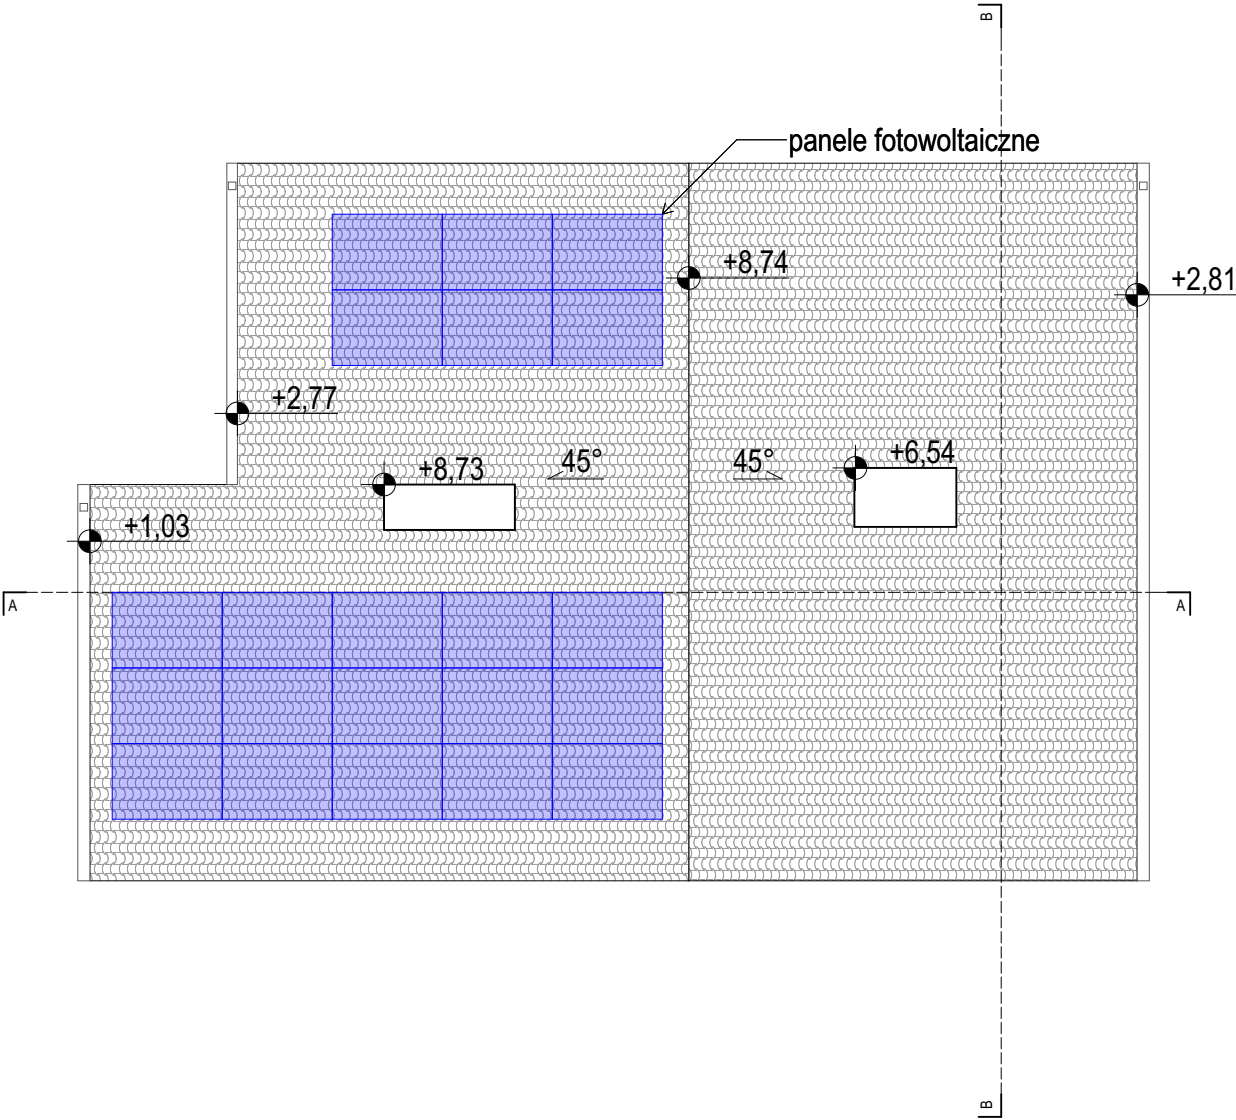 B
panele fotowoltaiczne
+8,74
+2,81
+2,77
+8,73
45°
45°
+6,54
+1,03
A
A
B